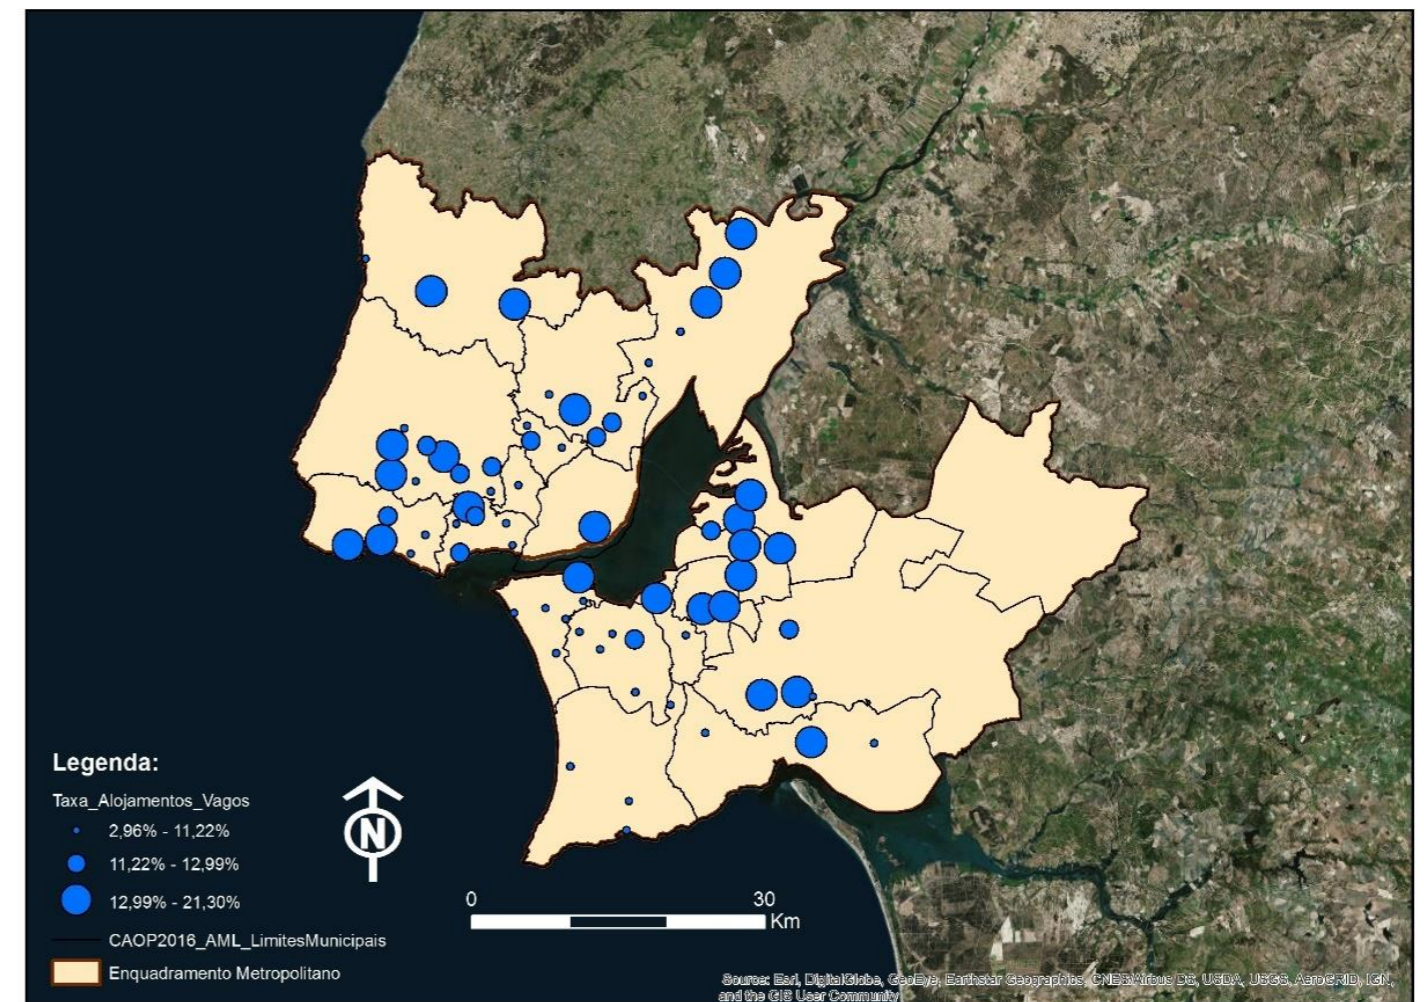 Legenda:
Taxa_Alojamentos_Vagos
2,96% - 11,22%
11,22% - 12,99%
12,99% - 21,30%
CAOP2016_AML_LimitesMunicipais
Enquadramento Metropolitano
N
0 30
Km
Source: Esri, DigitalGlobe, GeoEye, Earthstar Geographics, CNES/Airbus DS, USDA, USGS, AeroGRID, IGN,
and the GIS User Community